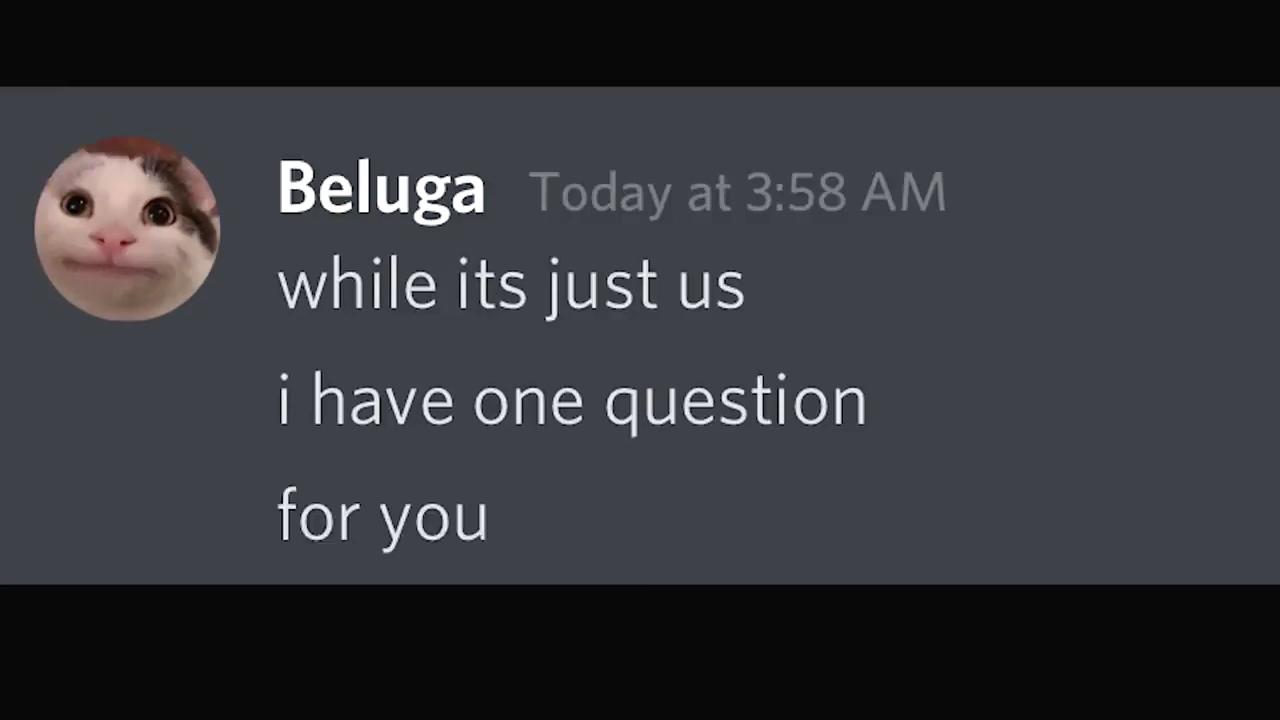 Beluga Today at 3:58 AM
while its just us
i have one question
for you